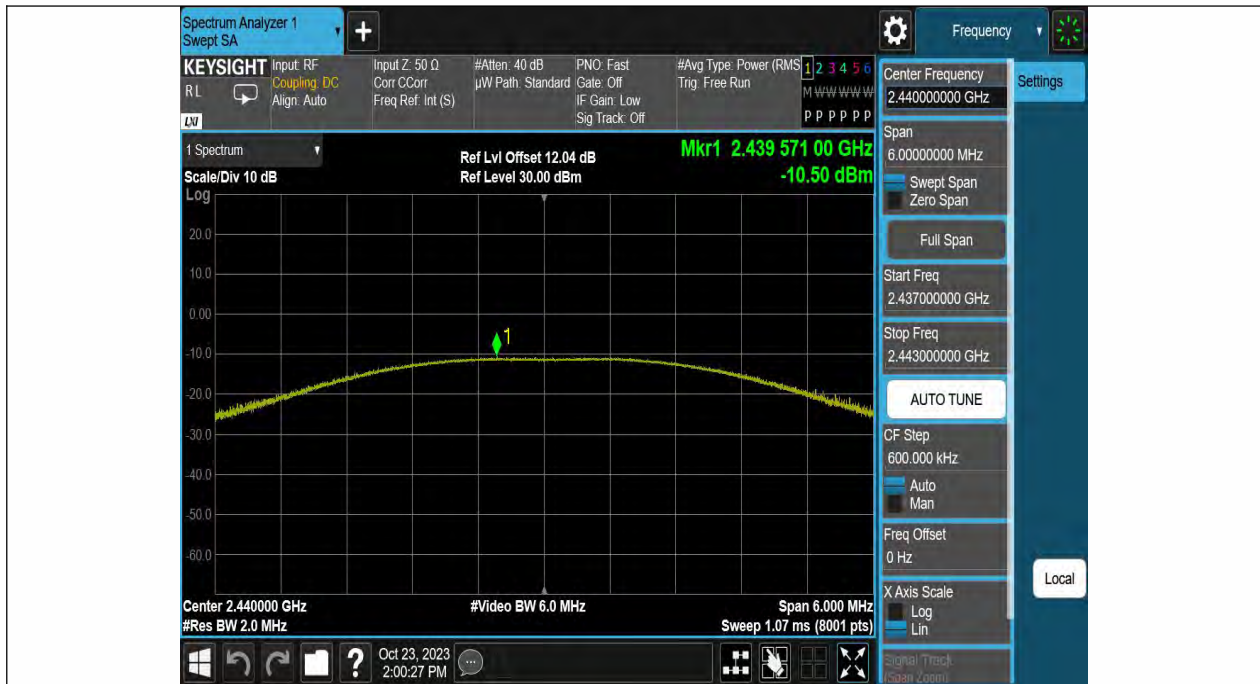 Spectrum Analyzer 1
Swept SA
+
Frequency
KEYSIGHT
R L
LXI
Input: RF
Coupling: DC
Align: Auto
Input Z: 50 Ω
Corr CCorr
Freq Ref: Int (S)
#Atten: 40 dB
µW Path: Standard
PNO: Fast
Gate: Off
IF Gain: Low
Sig Track: Off
#Avg Type: Power (RMS
Trig: Free Run
1 2 3 4 5 6
M W W W W W
P P P P P P
1 Spectrum
Scale/Div 10 dB
Log
Ref Lvl Offset 12.04 dB
Ref Level 30.00 dBm
Mkr1 2.439 571 00 GHz
-10.50 dBm
20.0
10.0
0.00
-10.0
-20.0
-30.0
-40.0
-50.0
-60.0
1
Center 2.440000 GHz
#Res BW 2.0 MHz
#Video BW 6.0 MHz
Span 6.000 MHz
Sweep 1.07 ms (8001 pts)
?
Oct 23, 2023
2:00:27 PM
Center Frequency
2.440000000 GHz
Settings
Span
6.00000000 MHz
Swept Span
Zero Span
Full Span
Start Freq
2.437000000 GHz
Stop Freq
2.443000000 GHz
AUTO TUNE
CF Step
600.000 kHz
Auto
Man
Freq Offset
0 Hz
X Axis Scale
Log
Lin
Local
Signal Track
(Span Zoom)